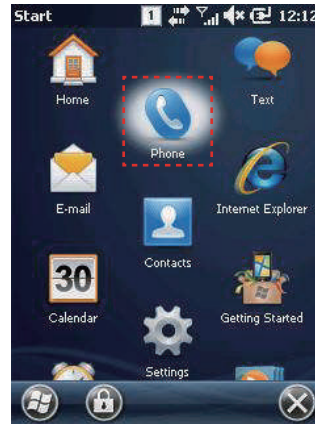 Start 1 12:12
Home
Text
Phone
E-mail
Internet Explorer
Contacts
30
Calendar
Getting Started
Settings